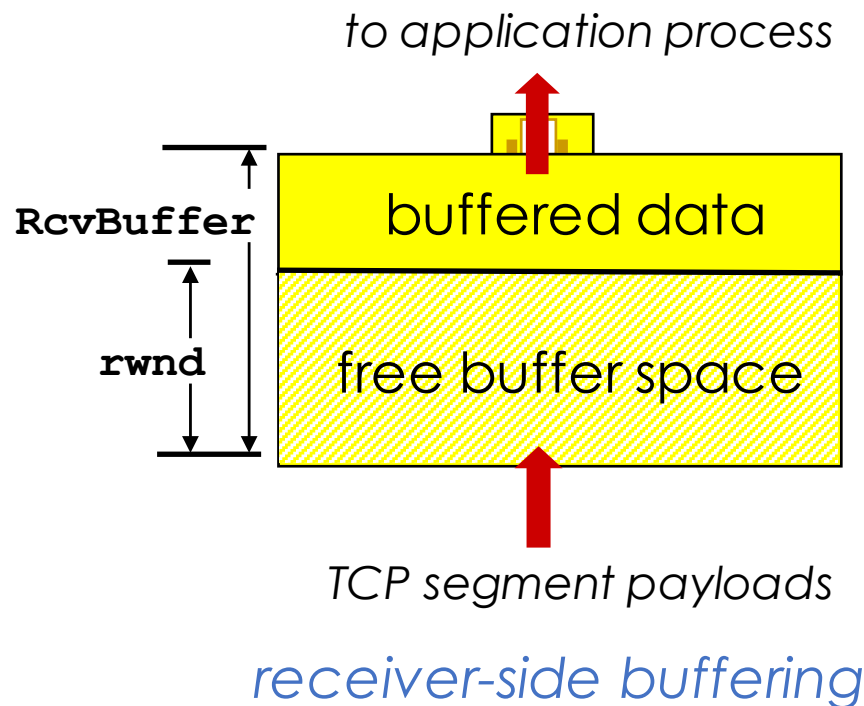 to application process
RcvBuffer
buffered data
rwnd
free buffer space
TCP segment payloads
receiver-side buffering